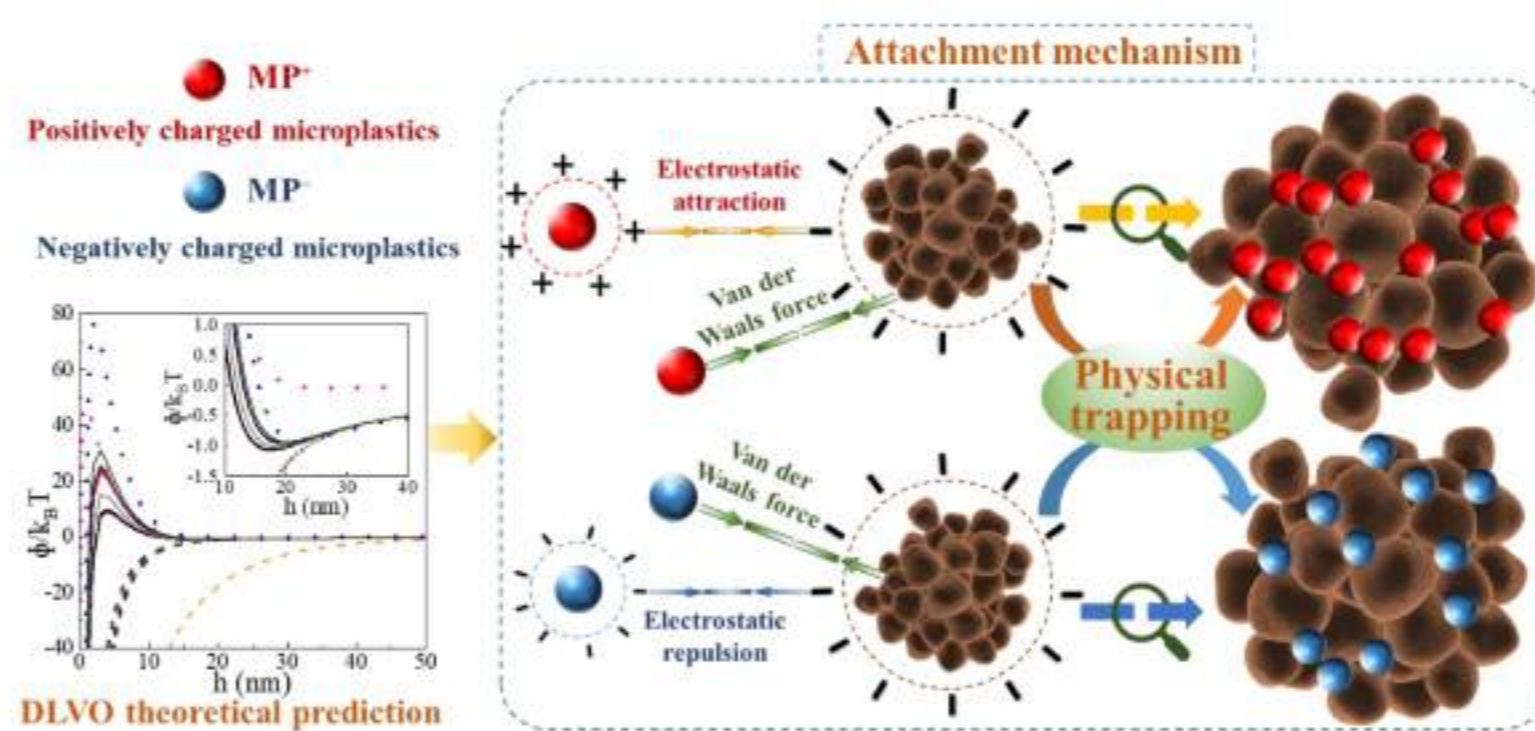 Attachment mechanism
MP⁺
Positively charged microplastics
MP⁻
Negatively charged microplastics
Electrostatic
attraction
Van der
Waals force
Physical
trapping
Van der
Waals force
Electrostatic
repulsion
80
60
40
20
0
-20
-40
ϕ/k_BT
0
10
20
30
40
50
h (nm)
1.0
0.5
0.0
-0.5
-1.0
-1.5
ϕ/k_BT
10
20
30
40
h (nm)
DLVO theoretical prediction